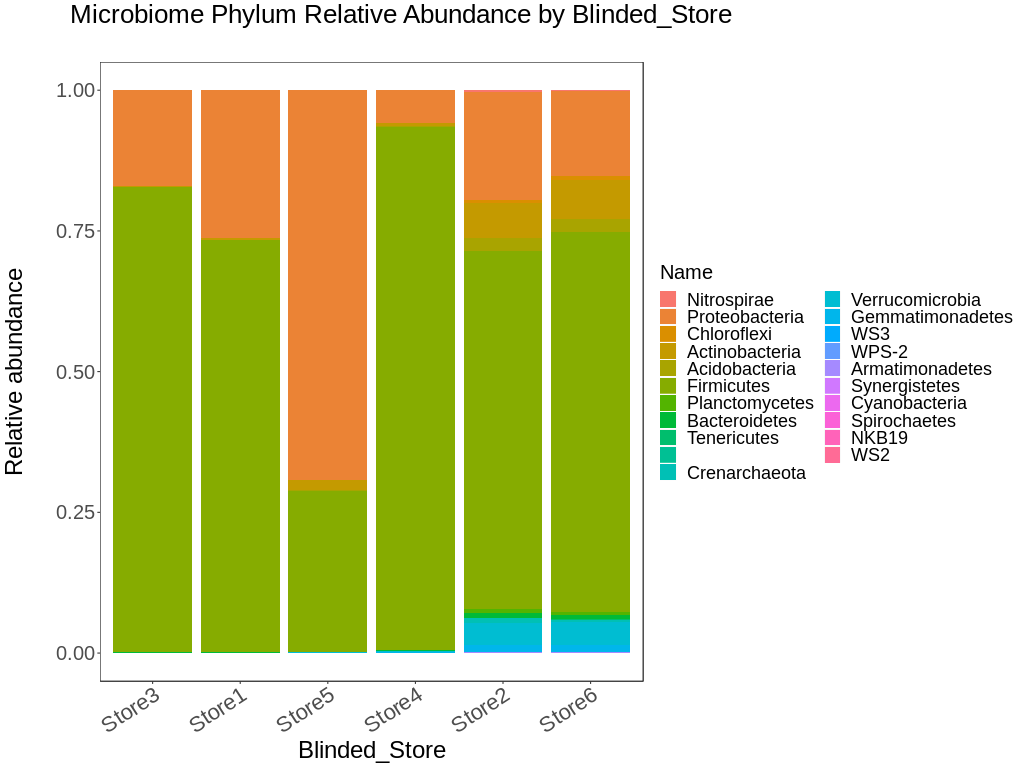 Microbiome Phylum Relative Abundance by Blinded_Store
Relative abundance
1.00
0.75
0.50
0.25
0.00
Store3
Store1
Store5
Store4
Store2
Store6
Blinded_Store
Name
Nitrospirae
Proteobacteria
Chloroflexi
Actinobacteria
Acidobacteria
Firmicutes
Planctomycetes
Bacteroidetes
Tenericutes
Crenarchaeota
Verrucomicrobia
Gemmatimonadetes
WS3
WPS-2
Armatimonadetes
Synergistetes
Cyanobacteria
Spirochaetes
NKB19
WS2